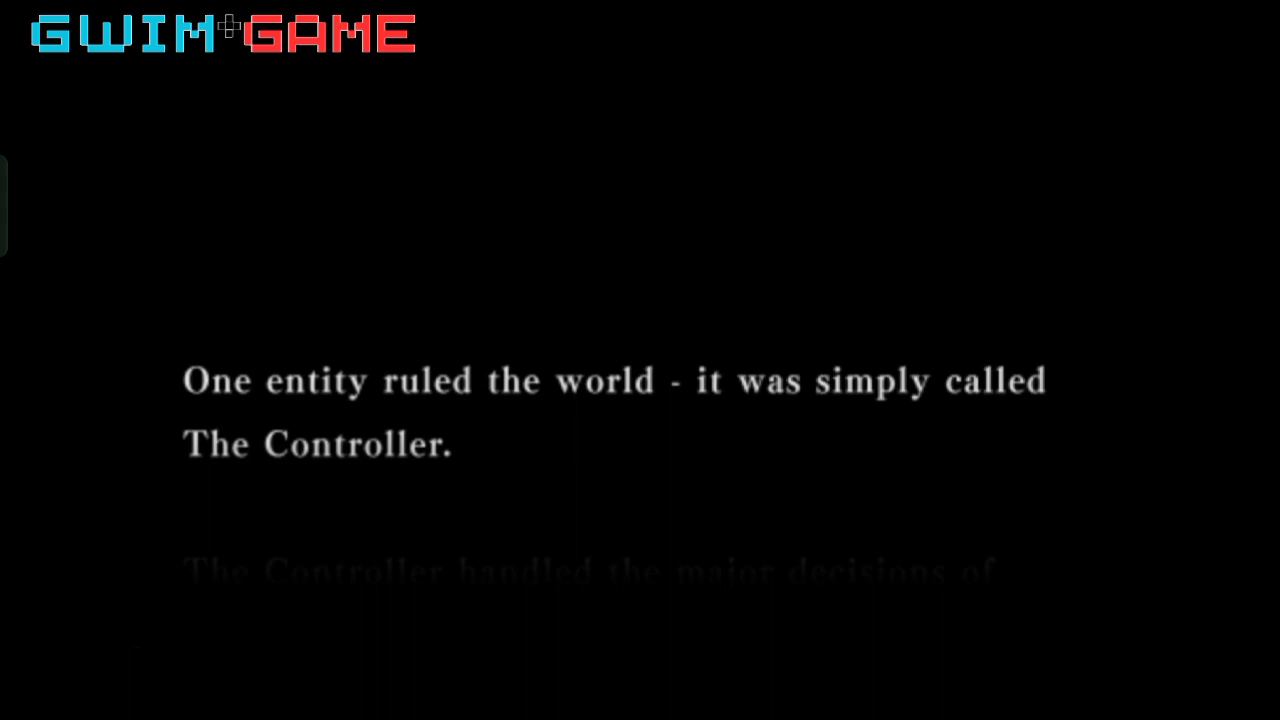 GWIM GAME
One entity ruled the world - it was simply called
The Controller.
The Controller handled the major decisions of